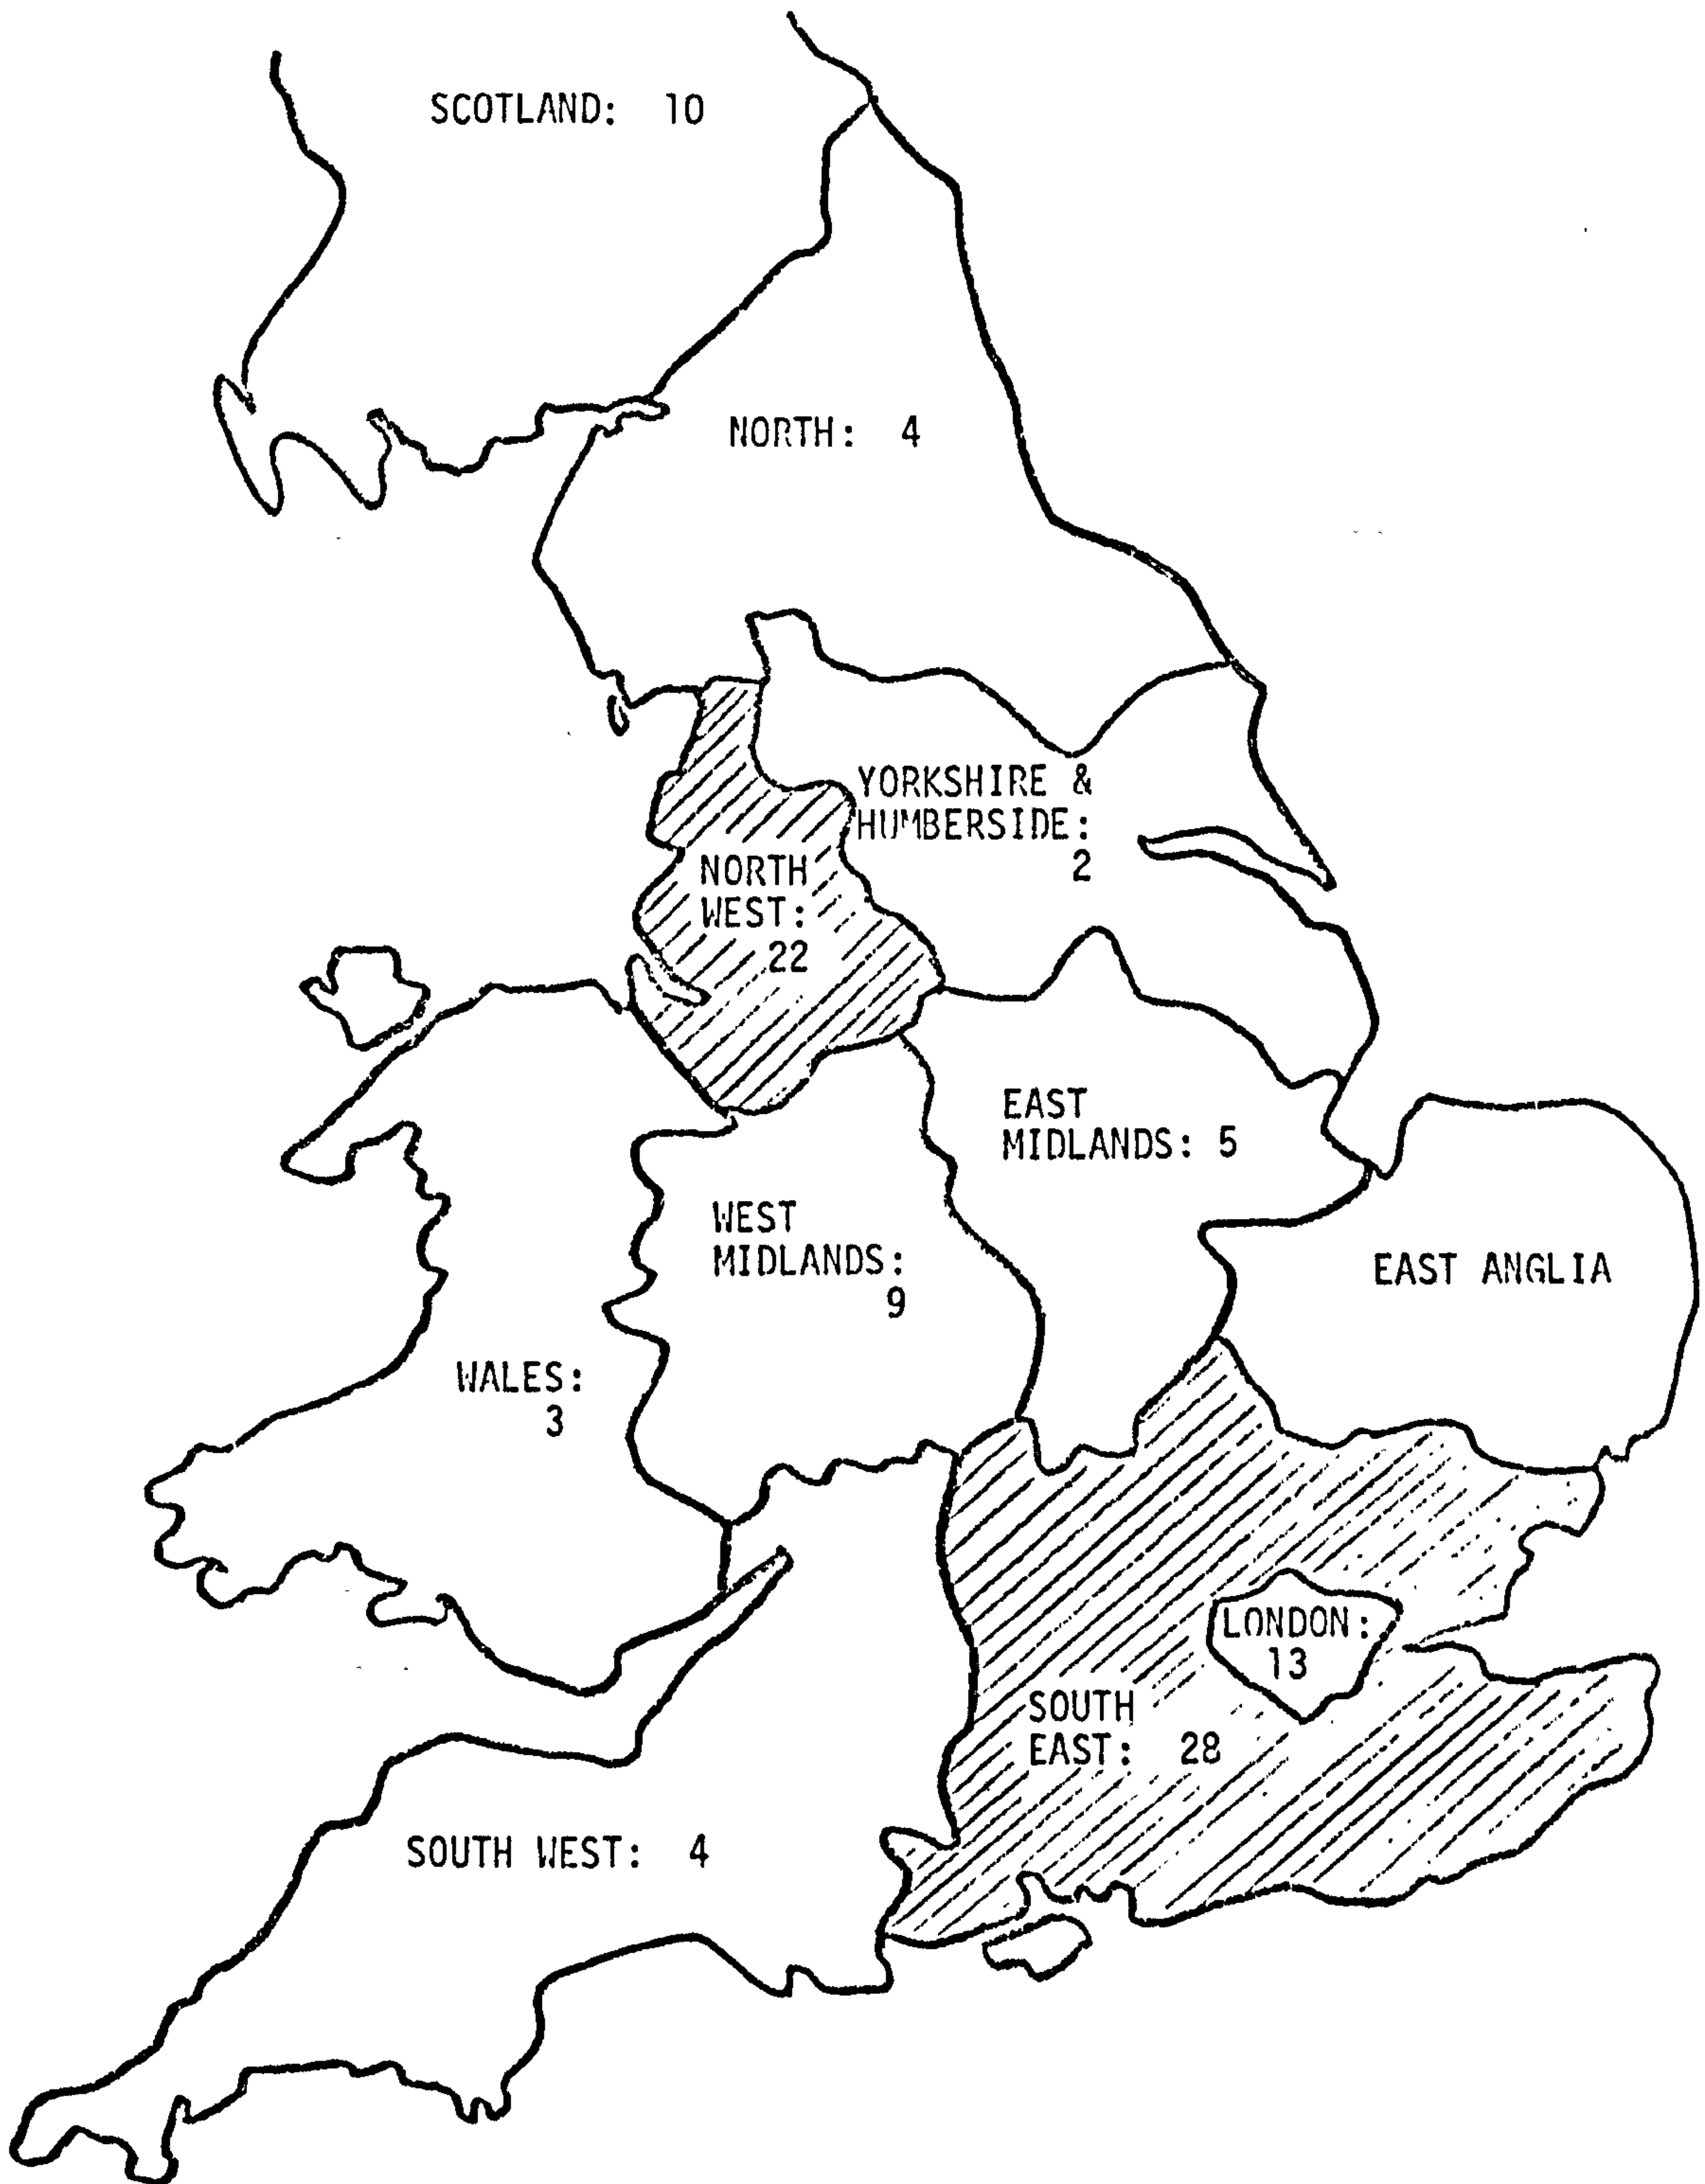 SCOTLAND: 10
NORTH: 4
YORKSHIRE &
HUMBERSIDE:
2
NORTH
WEST:
22
EAST
MIDLANDS: 5
WEST
MIDLANDS:
9
EAST ANGLIA
WALES:
3
LONDON:
13
SOUTH
EAST: 28
SOUTH WEST: 4